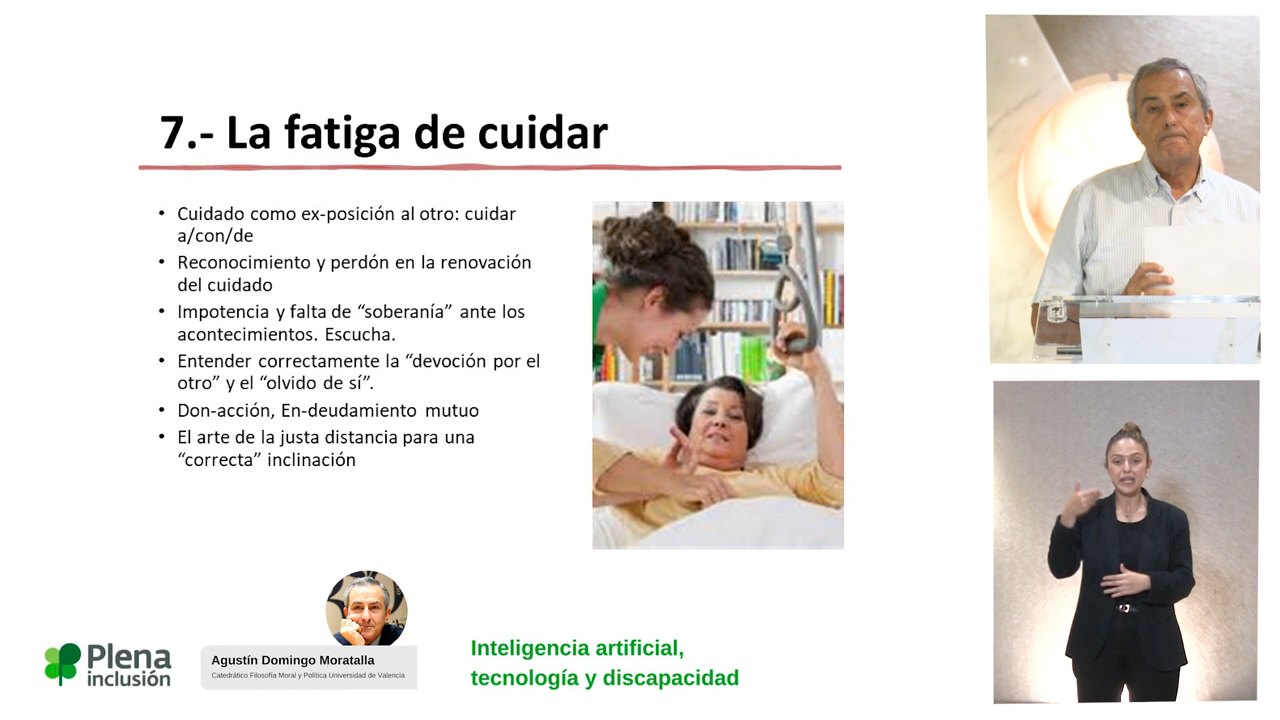 7.- La fatiga de cuidar
• Cuidado como ex-posición al otro: cuidar
a/con/de
• Reconocimiento y perdón en la renovación
del cuidado
• Impotencia y falta de “soberanía” ante los
acontecimientos. Escucha.
• Entender correctamente la “devoción por el
otro” y el “olvido de sí”.
• Don-acción, En-deudamiento mutuo
• El arte de la justa distancia para una
“correcta” inclinación
Plena
inclusión
Agustín Domingo Moratalla
Catedrático Filosofía Moral y Política Universidad de Valencia
Inteligencia artificial,
tecnología y discapacidad